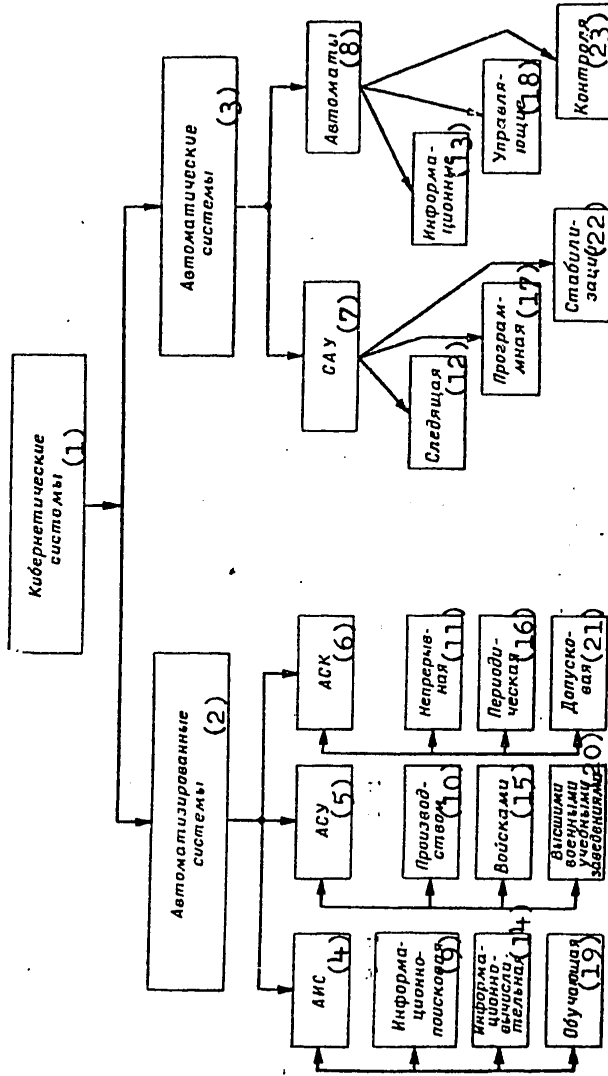 Кибернетические
систомы (1)
Автоматизированные
системы (2)
Автоматические
системы (3)
АИС
(4)
АСУ
(5)
АСК
(6)
САУ
(7)
Автоматы
(8)
Информа-
ционно-
поисковая (9)
Производ-
ством (10)
Непрерыв-
ная (11)
Следящая
(12)
Информа-
ционные (13)
Информа-
ционно-
вычисли-
тельная (14)
Войсками
(15)
Периоди-
ческая (16)
Програм-
мная (17)
Управля-
ющие (18)
Обучающая
(19)
Высшими
военными
учебными
заведениями (20)
Допуско-
вая (21)
Стабили-
зации (22)
Контроля
(23)